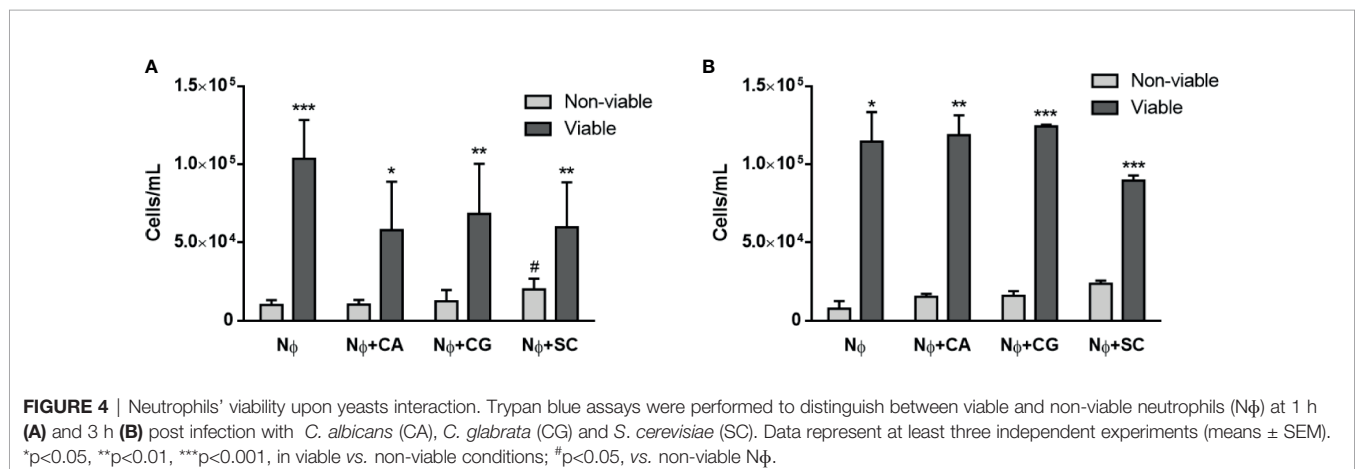 A
1.5×10⁵
1.0×10⁵
5.0×10⁴
0
Cells/mL
***
*
**
**
#
Non-viable
Viable
Nϕ
Nϕ+CA
Nϕ+CG
Nϕ+SC
B
1.5×10⁵
1.0×10⁵
5.0×10⁴
0
Cells/mL
*
**
***
***
Non-viable
Viable
Nϕ
Nϕ+CA
Nϕ+CG
Nϕ+SC
FIGURE 4 | Neutrophils' viability upon yeasts interaction. Trypan blue assays were performed to distinguish between viable and non-viable neutrophils (Nϕ) at 1 h
(A) and 3 h (B) post infection with C. albicans (CA), C. glabrata (CG) and S. cerevisiae (SC). Data represent at least three independent experiments (means ± SEM).
*p<0.05, **p<0.01, ***p<0.001, in viable vs. non-viable conditions; #p<0.05, vs. non-viable Nϕ.